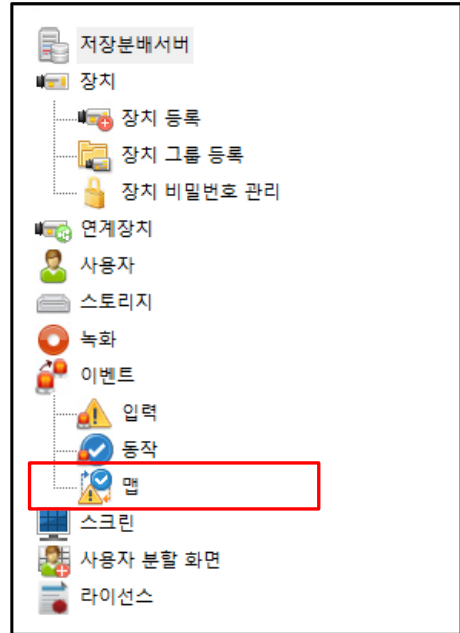 저장분배서버
장치
장치 등록
장치 그룹 등록
장치 비밀번호 관리
연계장치
사용자
스토리지
녹화
이벤트
입력
동작
맵
스크린
사용자 분할 화면
라이선스